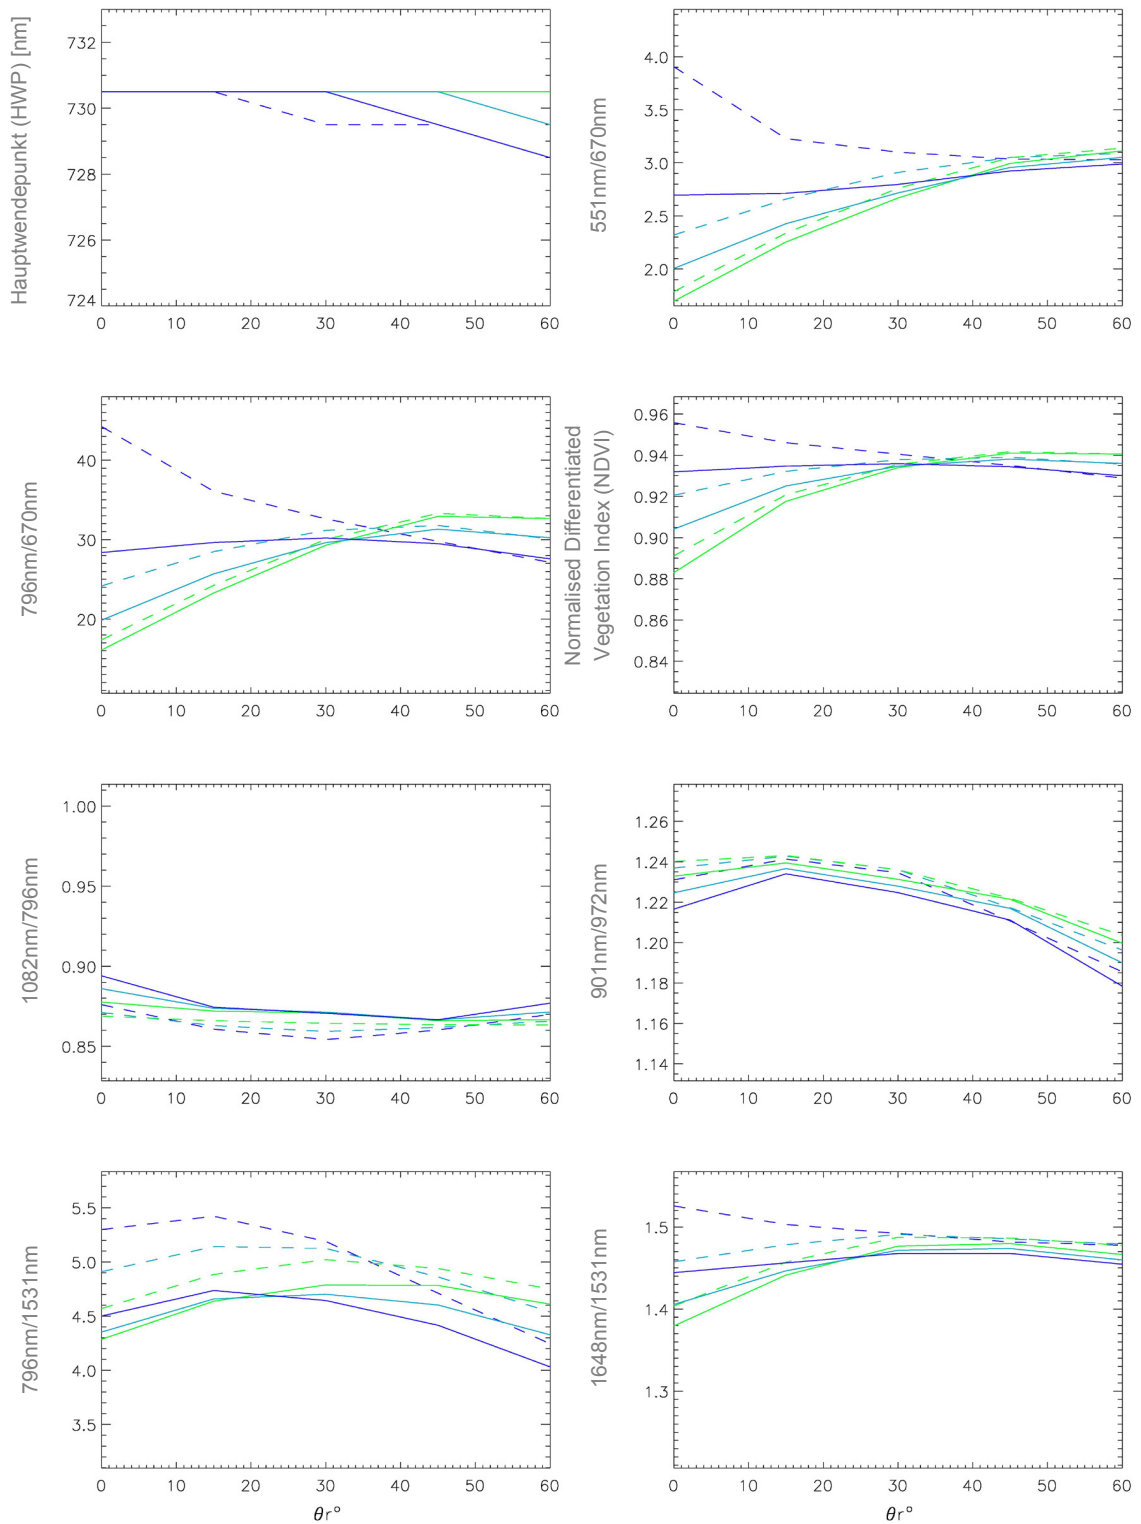 Hauptwendepunkt (HWP) [nm]
732
730
728
726
724
0 10 20 30 40 50 60
551nm/670nm
4.0
3.5
3.0
2.5
2.0
0 10 20 30 40 50 60
796nm/670nm
40
30
20
0 10 20 30 40 50 60
Normalised Differentiated
Vegetation Index (NDVI)
0.96
0.94
0.92
0.90
0.88
0.86
0.84
0 10 20 30 40 50 60
1082nm/796nm
1.00
0.95
0.90
0.85
0 10 20 30 40 50 60
901nm/972nm
1.26
1.24
1.22
1.20
1.18
1.16
1.14
0 10 20 30 40 50 60
796nm/1531nm
5.5
5.0
4.5
4.0
3.5
0 10 20 30 40 50 60
θr°
1648nm/1531nm
1.5
1.4
1.3
0 10 20 30 40 50 60
θr°